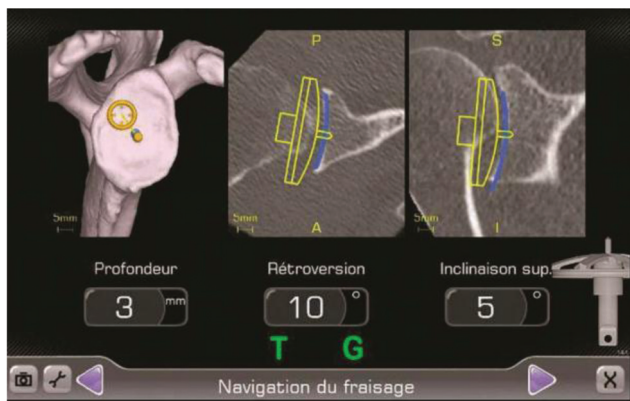 P
S
5mm
5mm
5mm
A
I
Profondeur
Rétroversion
Inclinaison sup.
3 mm
10 °
5 °
T G
Navigation du fraisage